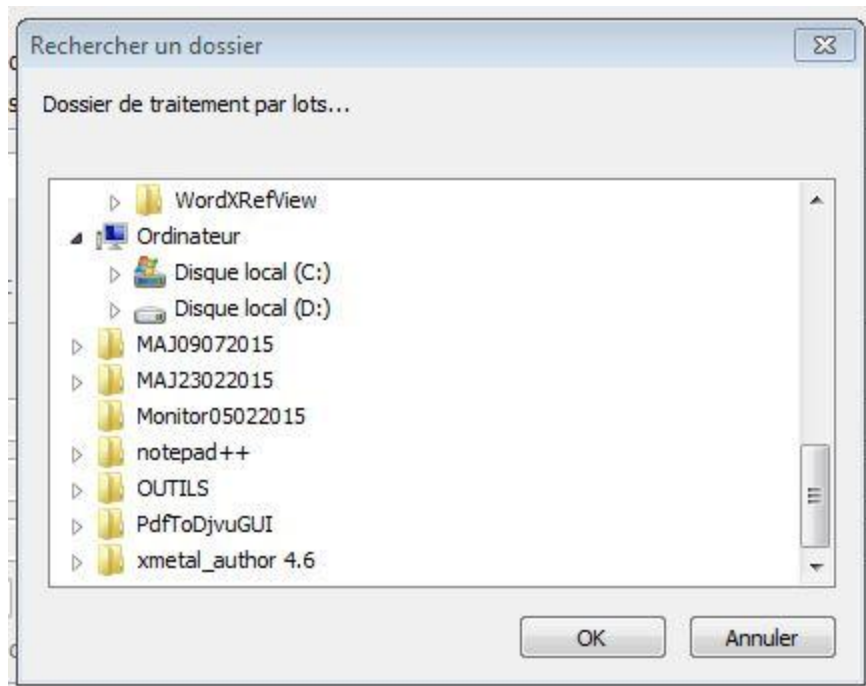 Rechercher un dossier
Dossier de traitement par lots...
WordXRefView
Ordinateur
Disque local (C:)
Disque local (D:)
MAJ09072015
MAJ23022015
Monitor05022015
notepad++
OUTILS
PdfToDjvuGUI
xmetal_author 4.6
OK
Annuler